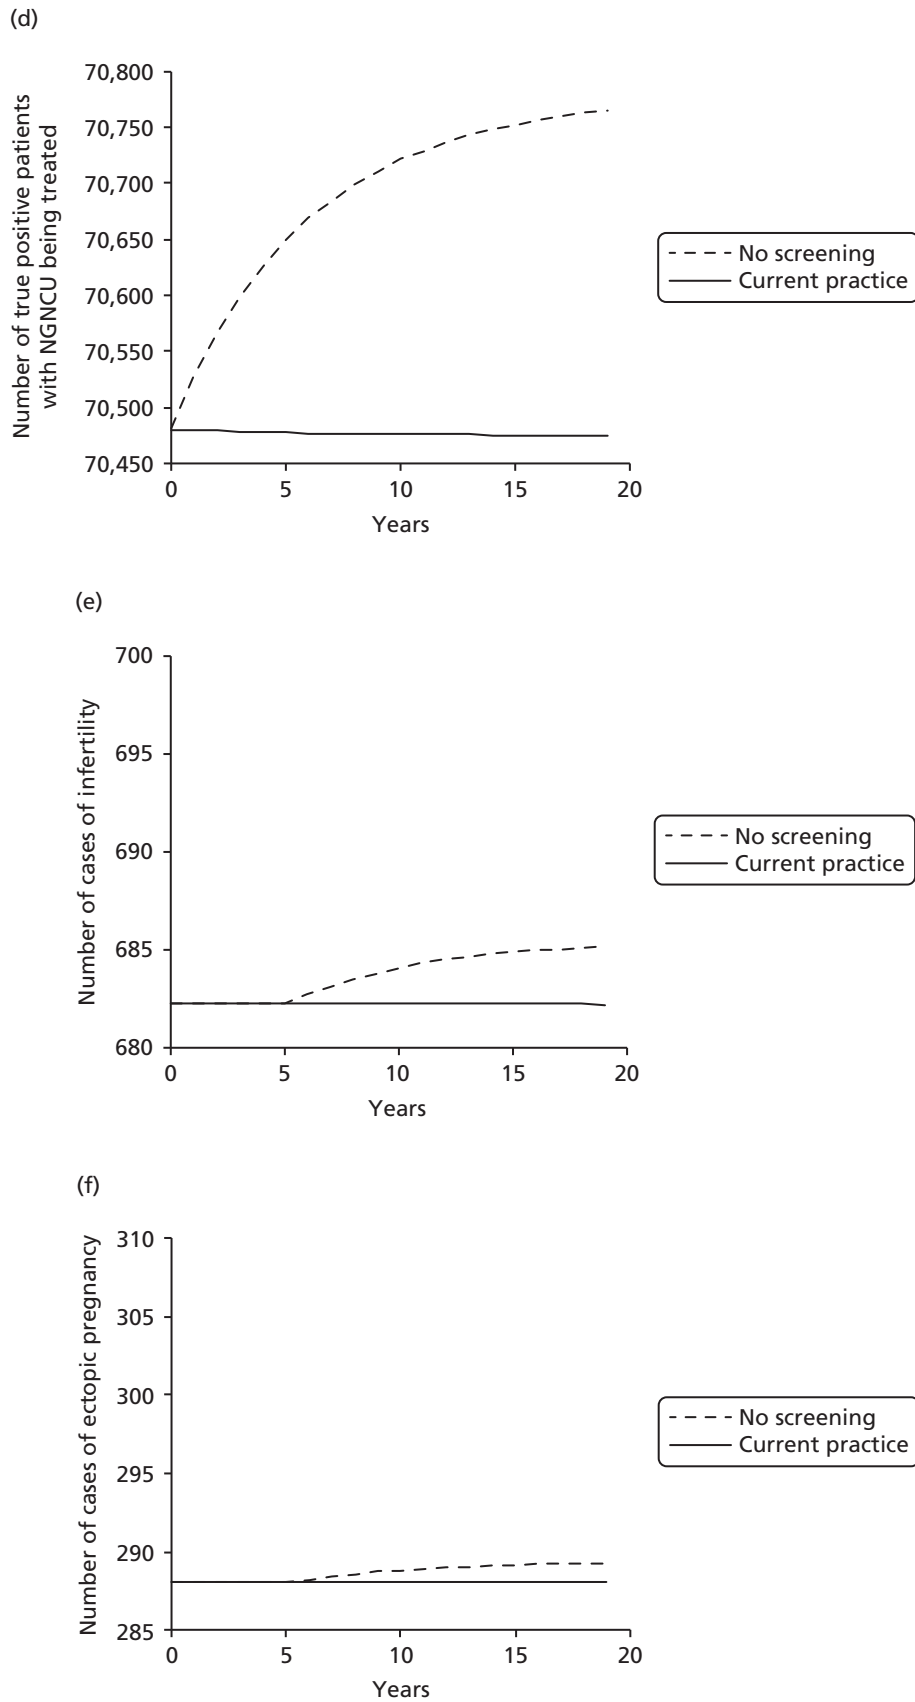 (d)
Number of true positive patients
with NGNCU being treated
70,800
70,750
70,700
70,650
70,600
70,550
70,500
70,450
0
5
10
15
20
Years
No screening
Current practice
(e)
Number of cases of infertility
700
695
690
685
680
0
5
10
15
20
Years
No screening
Current practice
(f)
Number of cases of ectopic pregnancy
310
305
300
295
290
285
0
5
10
15
20
Years
No screening
Current practice